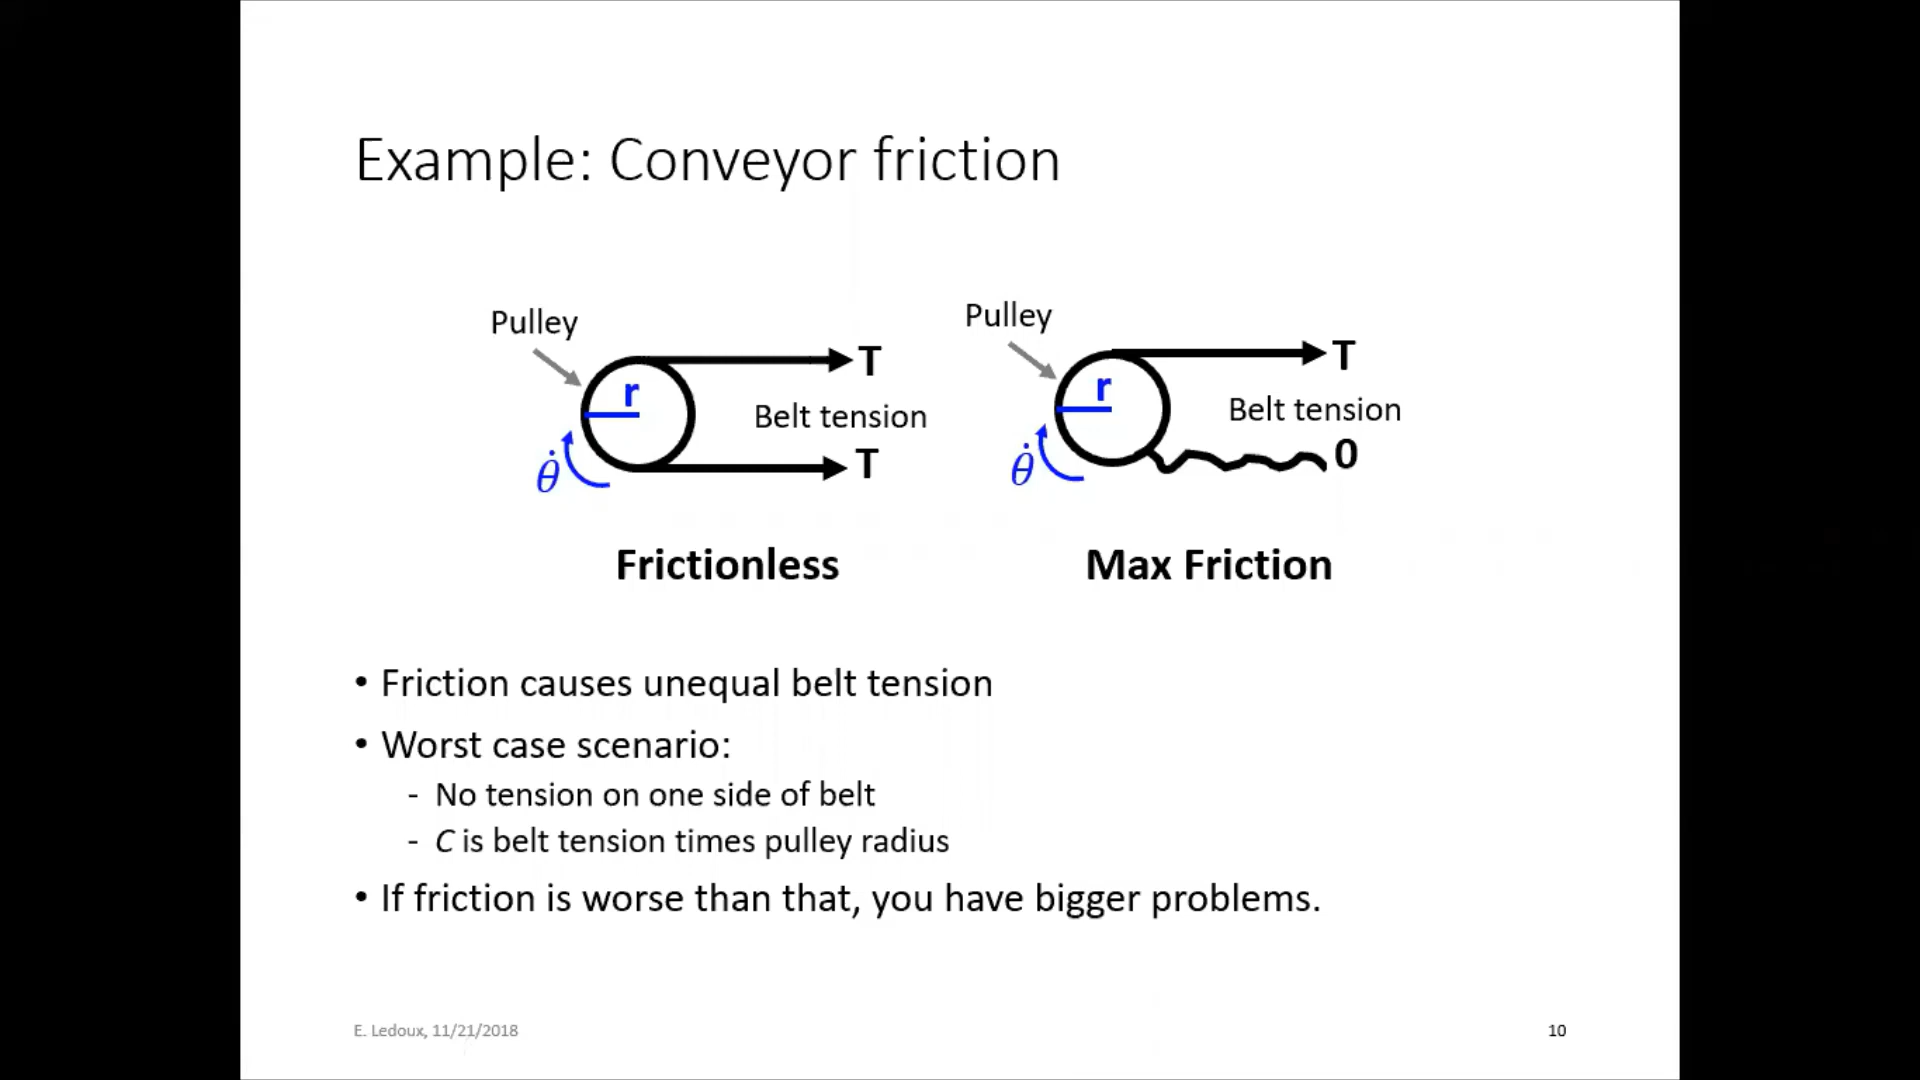 Example: Conveyor friction
Pulley
r
T
Belt tension
T
θ̇
Frictionless
Pulley
r
T
Belt tension
0
θ̇
Max Friction
• Friction causes unequal belt tension
• Worst case scenario:
- No tension on one side of belt
- C is belt tension times pulley radius
• If friction is worse than that, you have bigger problems.
E. Ledoux, 11/21/2018
10